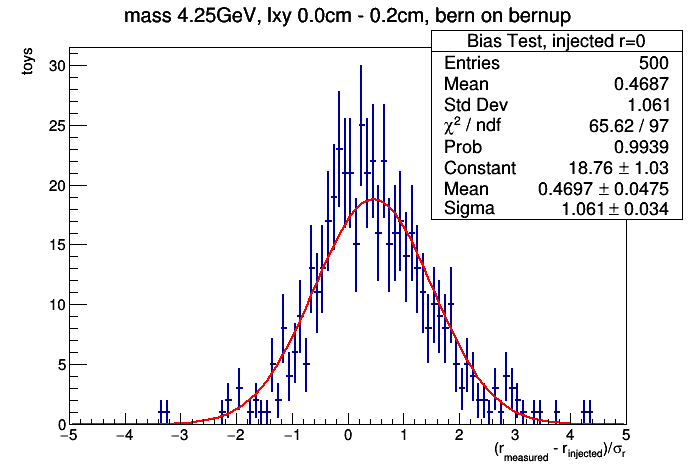 mass 4.25GeV, lxy 0.0cm - 0.2cm, bern on bernup
Bias Test, injected r=0
Entries 500
Mean 0.4687
Std Dev 1.061
χ² / ndf 65.62 / 97
Prob 0.9939
Constant 18.76 ± 1.03
Mean 0.4697 ± 0.0475
Sigma 1.061 ± 0.034
toys
30
25
20
15
10
5
0
−5 −4 −3 −2 −1 0 1 2 3 4 5
(r_measured - r_injected)/σ_r